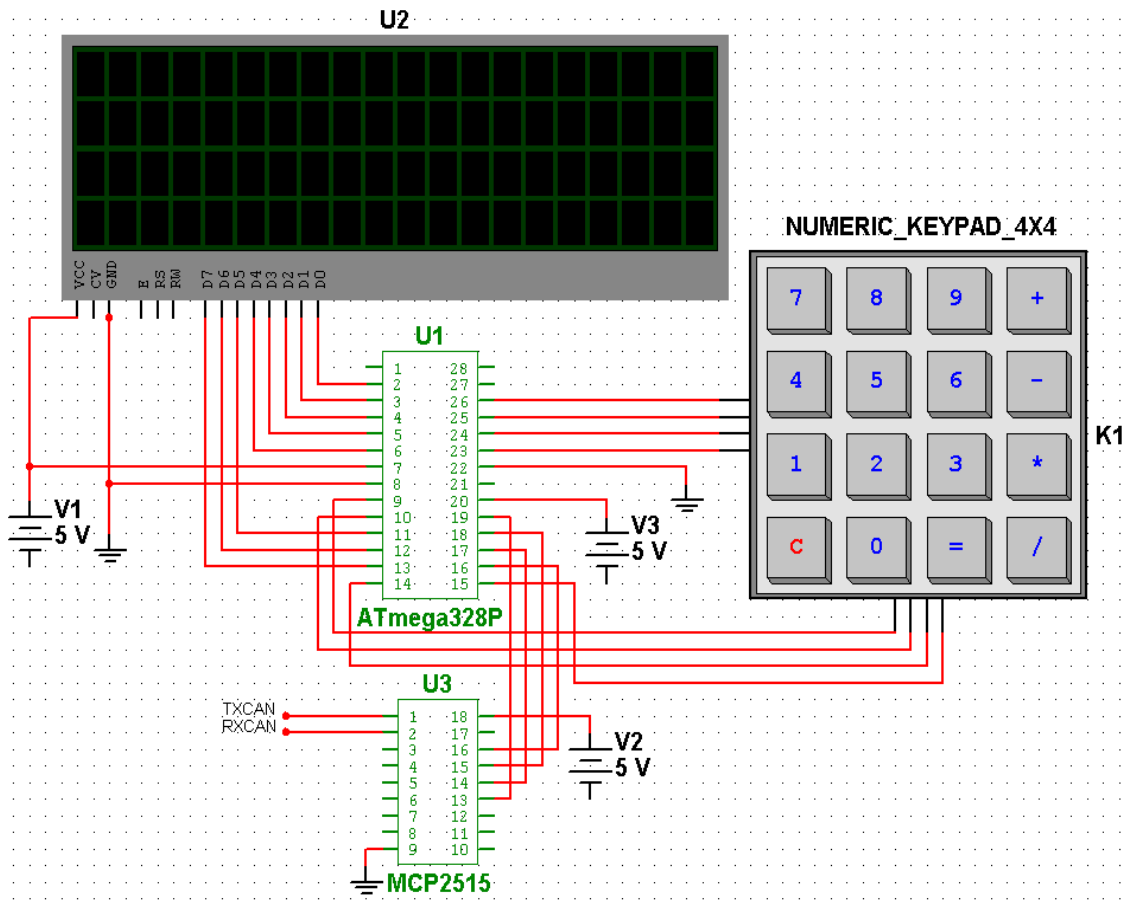 U2
VCC
CV
GND
E
RS
RW
D7
D6
D5
D4
D3
D2
D1
D0
NUMERIC_KEYPAD_4X4
7 8 9 +
4 5 6 -
1 2 3 *
C 0 = /
K1
U1
1 28
2 27
3 26
4 25
5 24
6 23
7 22
8 21
9 20
10 19
11 18
12 17
13 16
14 15
ATmega328P
V1
5 V
V3
5 V
U3
TXCAN
RXCAN
1 18
2 17
3 16
4 15
5 14
6 13
7 12
8 11
9 10
MCP2515
V2
5 V